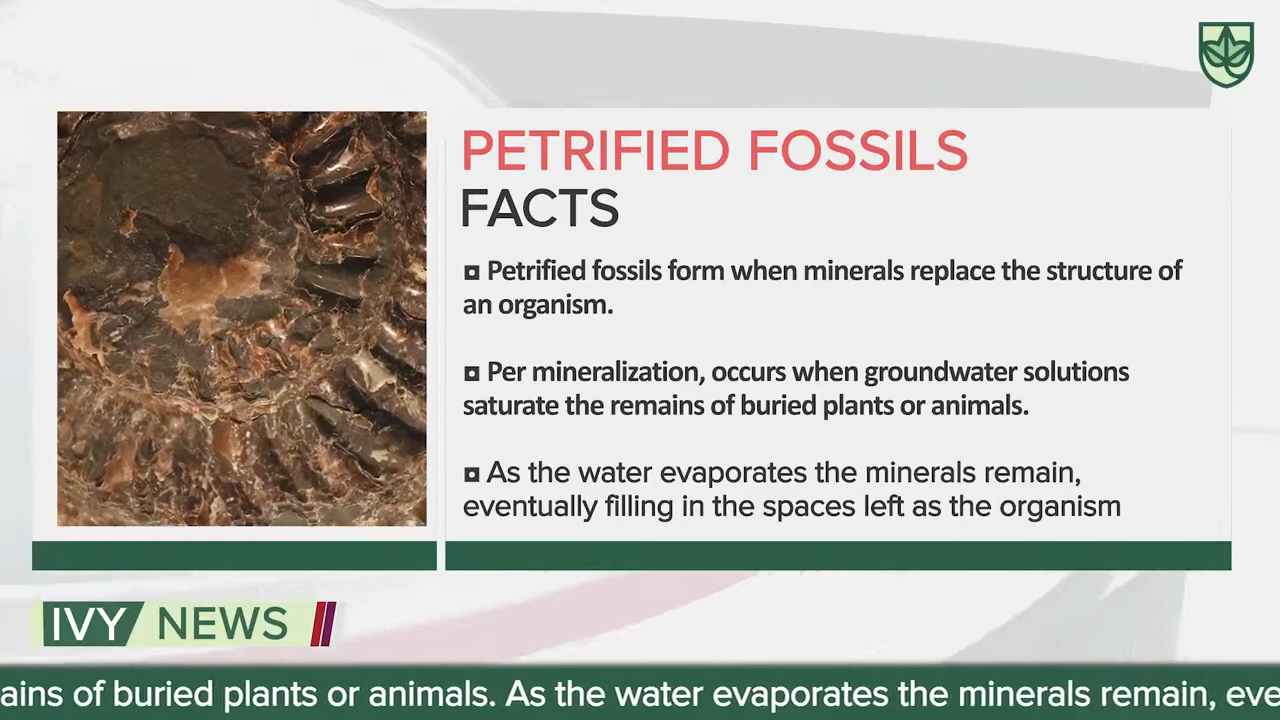 PETRIFIED FOSSILS
FACTS
◘ Petrified fossils form when minerals replace the structure of
an organism.
◘ Per mineralization, occurs when groundwater solutions
saturate the remains of buried plants or animals.
◘ As the water evaporates the minerals remain,
eventually filling in the spaces left as the organism
IVY NEWS
ains of buried plants or animals. As the water evaporates the minerals remain, eve